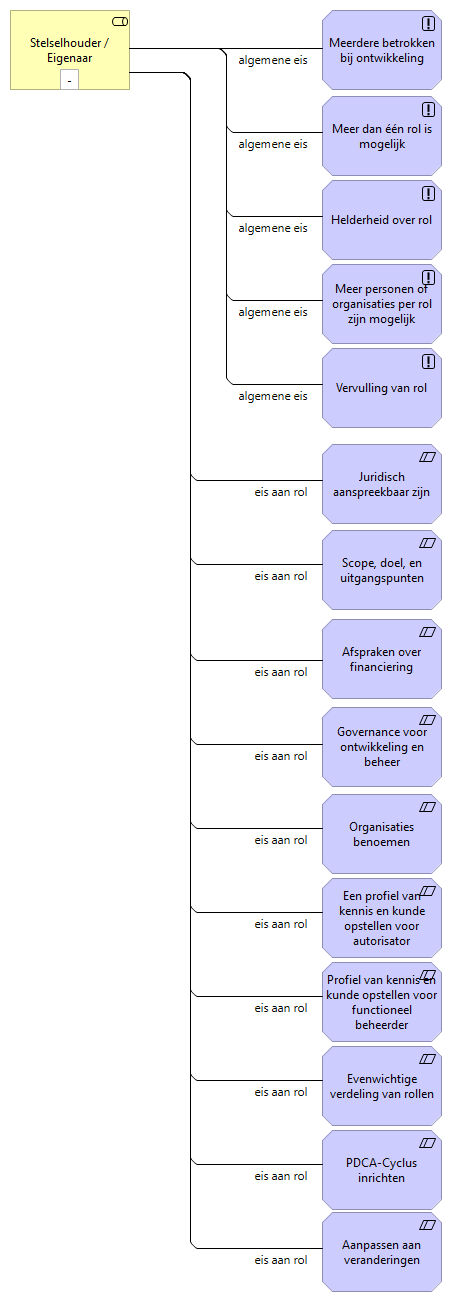 Stelselhouder /
Eigenaar
-
algemene eis
Meerdere betrokken
bij ontwikkeling
algemene eis
Meer dan één rol is
mogelijk
algemene eis
Helderheid over rol
algemene eis
Meer personen of
organisaties per rol
zijn mogelijk
algemene eis
Vervulling van rol
eis aan rol
Juridisch
aanspreekbaar zijn
eis aan rol
Scope, doel, en
uitgangspunten
eis aan rol
Afspraken over
financiering
eis aan rol
Governance voor
ontwikkeling en
beheer
eis aan rol
Organisaties
benoemen
eis aan rol
Een profiel van
kennis en kunde
opstellen voor
autorisator
eis aan rol
Profiel van kennis en
kunde opstellen voor
functioneel
beheerder
eis aan rol
Evenwichtige
verdeling van rollen
eis aan rol
PDCA-Cyclus
inrichten
eis aan rol
Aanpassen aan
veranderingen